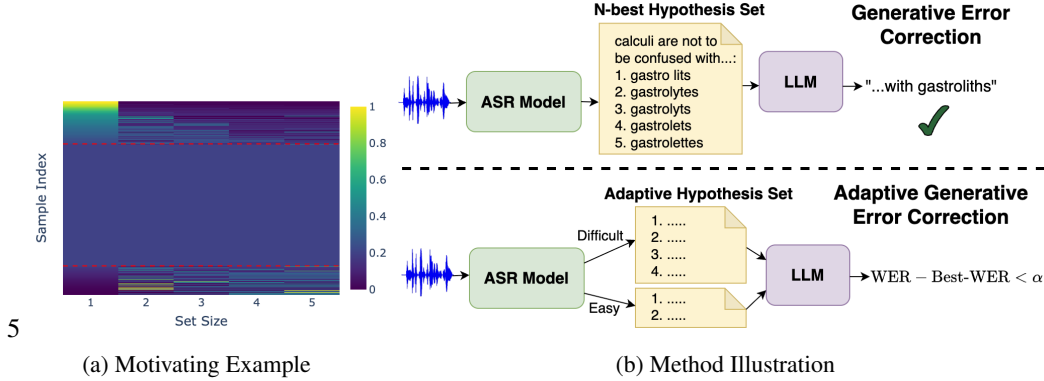 N-best Hypothesis Set
Generative Error
Correction
calculi are not to
be confused with...:
1. gastro lits
2. gastrolytes
3. gastrolyts
4. gastrolets
5. gastrolettes
ASR Model
LLM
"...with gastroliths"
Sample Index
1
0.8
0.6
0.4
0.2
0
1 2 3 4 5
Set Size
5
(a) Motivating Example
Adaptive Hypothesis Set
Adaptive Generative
Error Correction
ASR Model
Difficult
1. .....
2. .....
3. .....
4. .....
Easy
1. .....
2. .....
LLM
WER − Best-WER < α
(b) Method Illustration